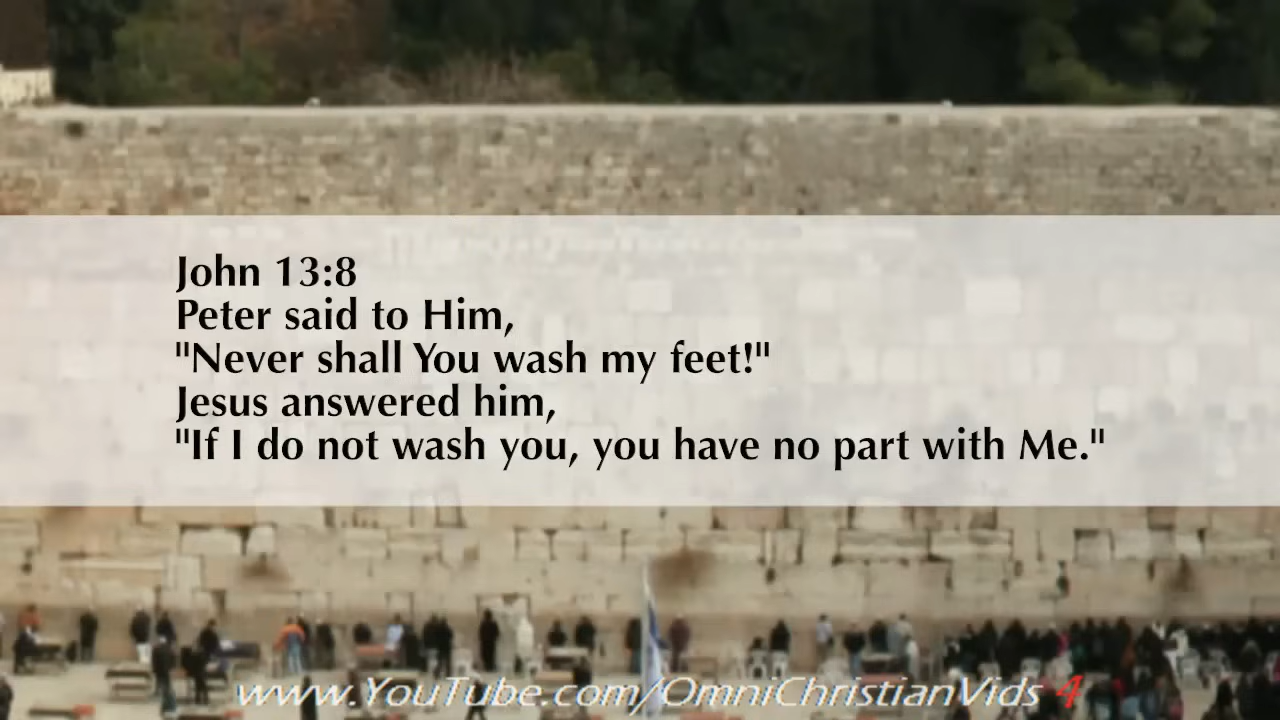 John 13:8
Peter said to Him,
"Never shall You wash my feet!"
Jesus answered him,
"If I do not wash you, you have no part with Me."
www.YouTube.com/OmniChristianVids 4